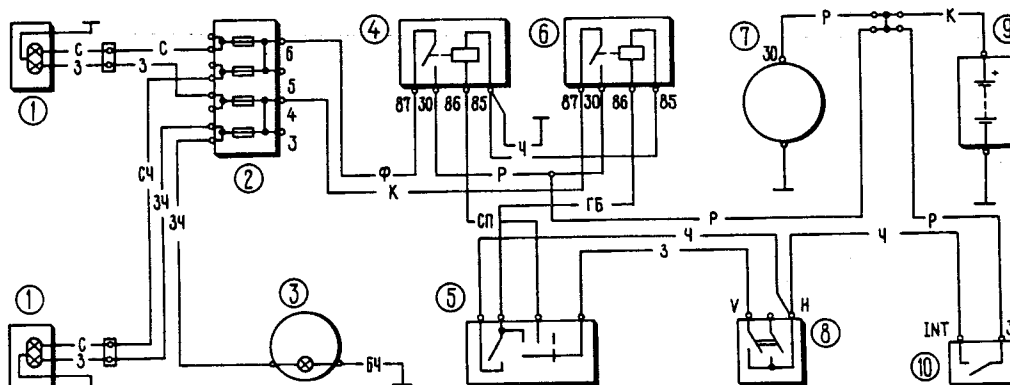 Р К
4 6 7 9
С С
З З
30
1
6
5
4
3
87 30 86 85
87 30 86 85
2
Ч
Ф
К
Р
СЧ
ЗЧ
ЗЧ
СП
ГБ
Р Р
Ч Ч
З
1
3
5
V H
8
INT 3
10
С
З
БЧ